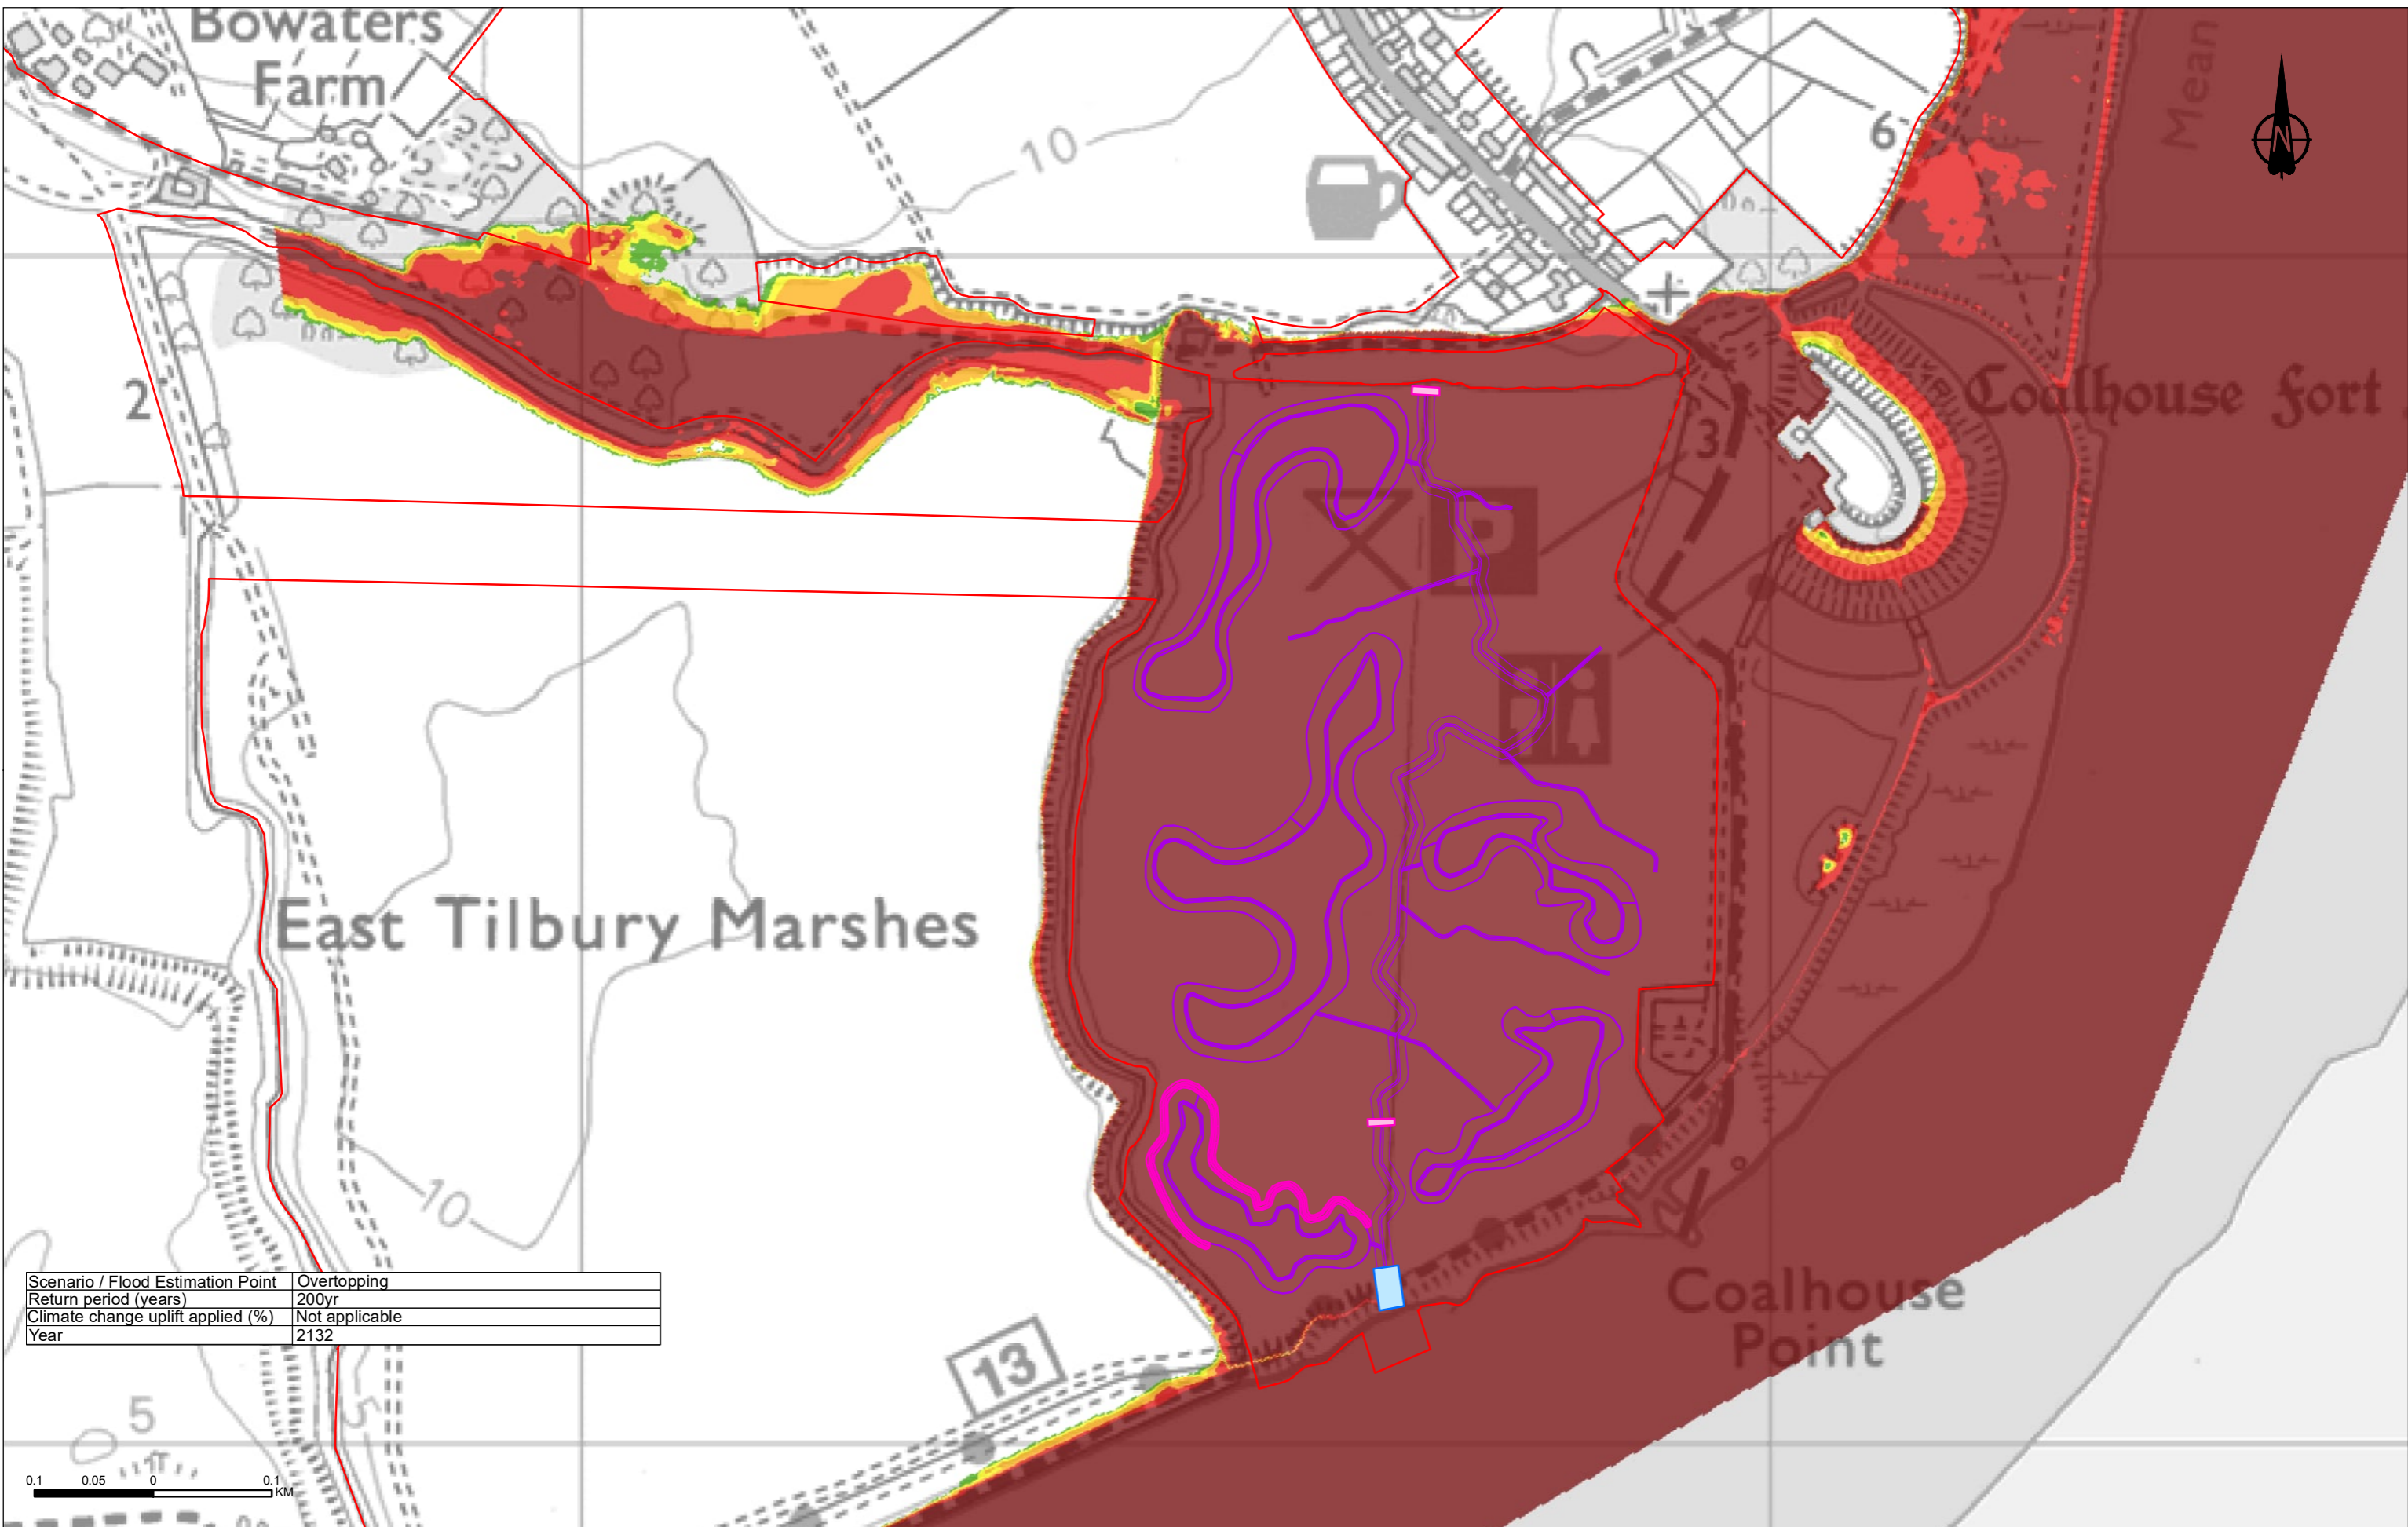 Bowaters
Farm
10
6
Mean
N
2
3
Coalhouse Fort
P
East Tilbury Marshes
10
Scenario / Flood Estimation Point Overtopping
Return period (years) 200yr
Climate change uplift applied (%) Not applicable
Year 2132
Coalhouse
Point
13
5
5
0.1 0.05 0 0.1
KM